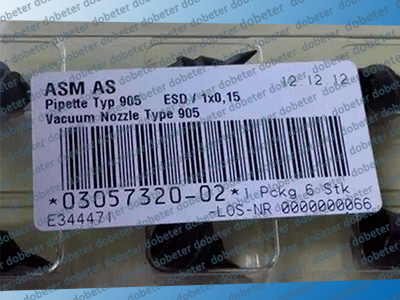 ASM AS 12 12 12
Pipette Typ 905 ESD / 1x0,15
Vacuum Nozzle Type 905
*03057320-02* 1 Pckg 6 Stk
E344471 -LOS-NR 0000000066
dobeter